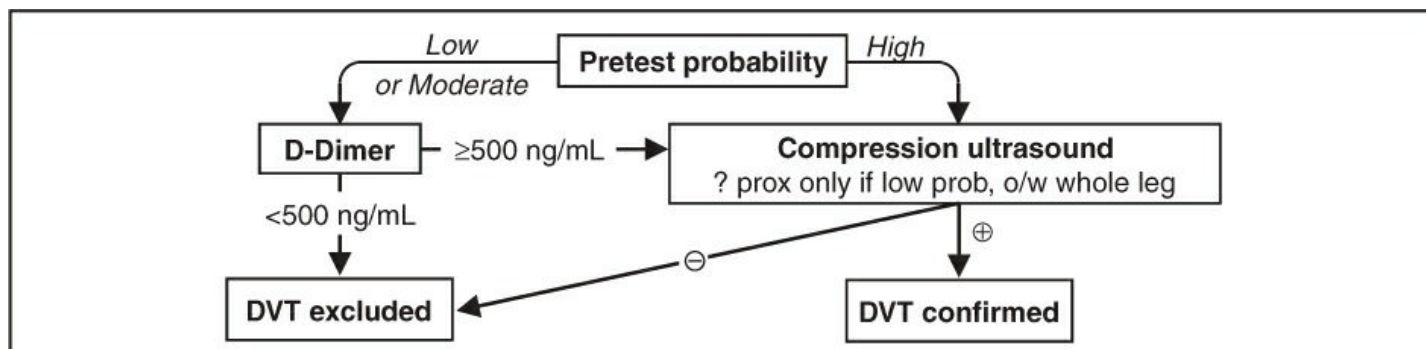 Low
or Moderate
Pretest probability
High
D-Dimer
≥500 ng/mL
Compression ultrasound
? prox only if low prob, o/w whole leg
<500 ng/mL
⊖
⊕
DVT excluded
DVT confirmed